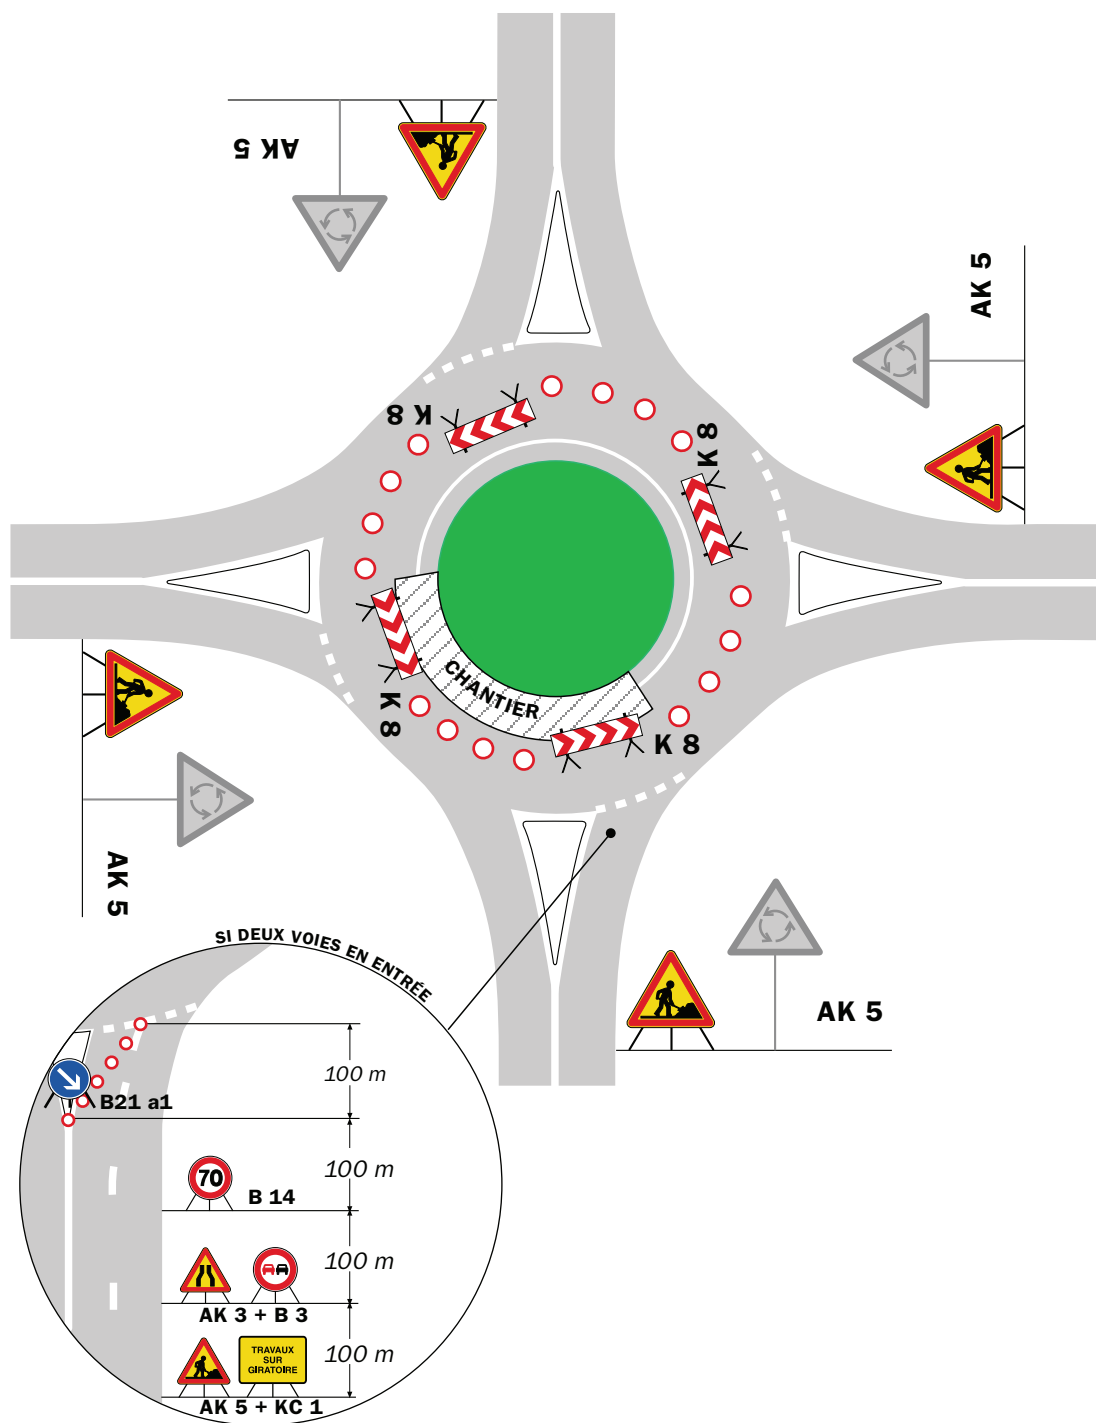 AK 5
AK 5
K 8
K 8
CHANTIER
K 8
K 8
AK 5
AK 5
SI DEUX VOIES EN ENTRÉE
100 m
B21 a1
100 m
70
B 14
100 m
AK 3 + B 3
TRAVAUX
SUR
GIRATOIRE
100 m
AK 5 + KC 1